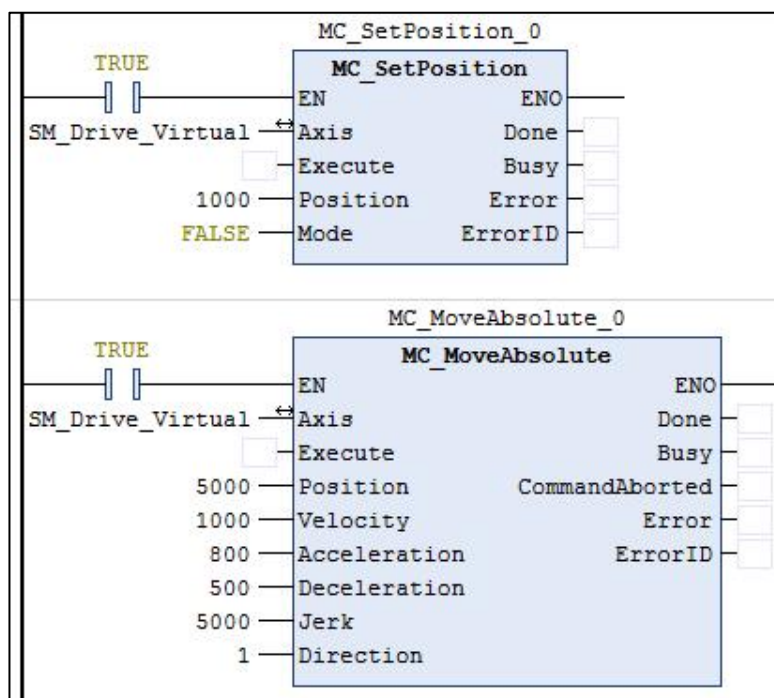 MC_SetPosition_0
TRUE
MC_SetPosition
EN ENO
SM_Drive_Virtual Axis Done
Execute Busy
1000 Position Error
FALSE Mode ErrorID
MC_MoveAbsolute_0
TRUE
MC_MoveAbsolute
EN ENO
SM_Drive_Virtual Axis Done
Execute Busy
5000 Position CommandAborted
1000 Velocity Error
800 Acceleration ErrorID
500 Deceleration
5000 Jerk
1 Direction